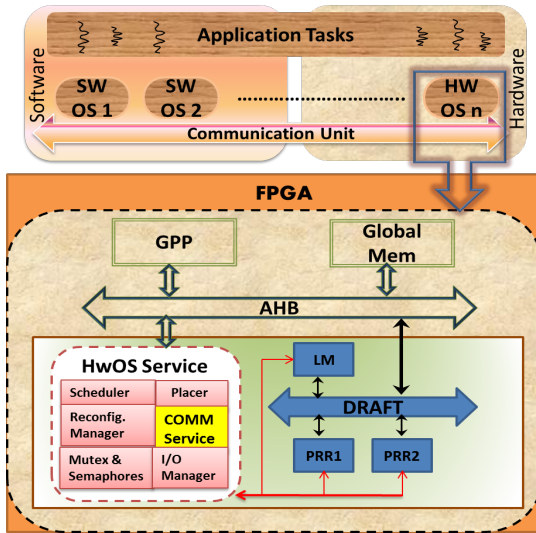 Application Tasks
Software
SW
OS 1
SW
OS 2
HW
OS n
Hardware
Communication Unit
FPGA
GPP
Global
Mem
AHB
HwOS Service
Scheduler
Placer
Reconfig.
Manager
COMM
Service
Mutex &
Semaphores
I/O
Manager
LM
DRAFT
PRR1
PRR2